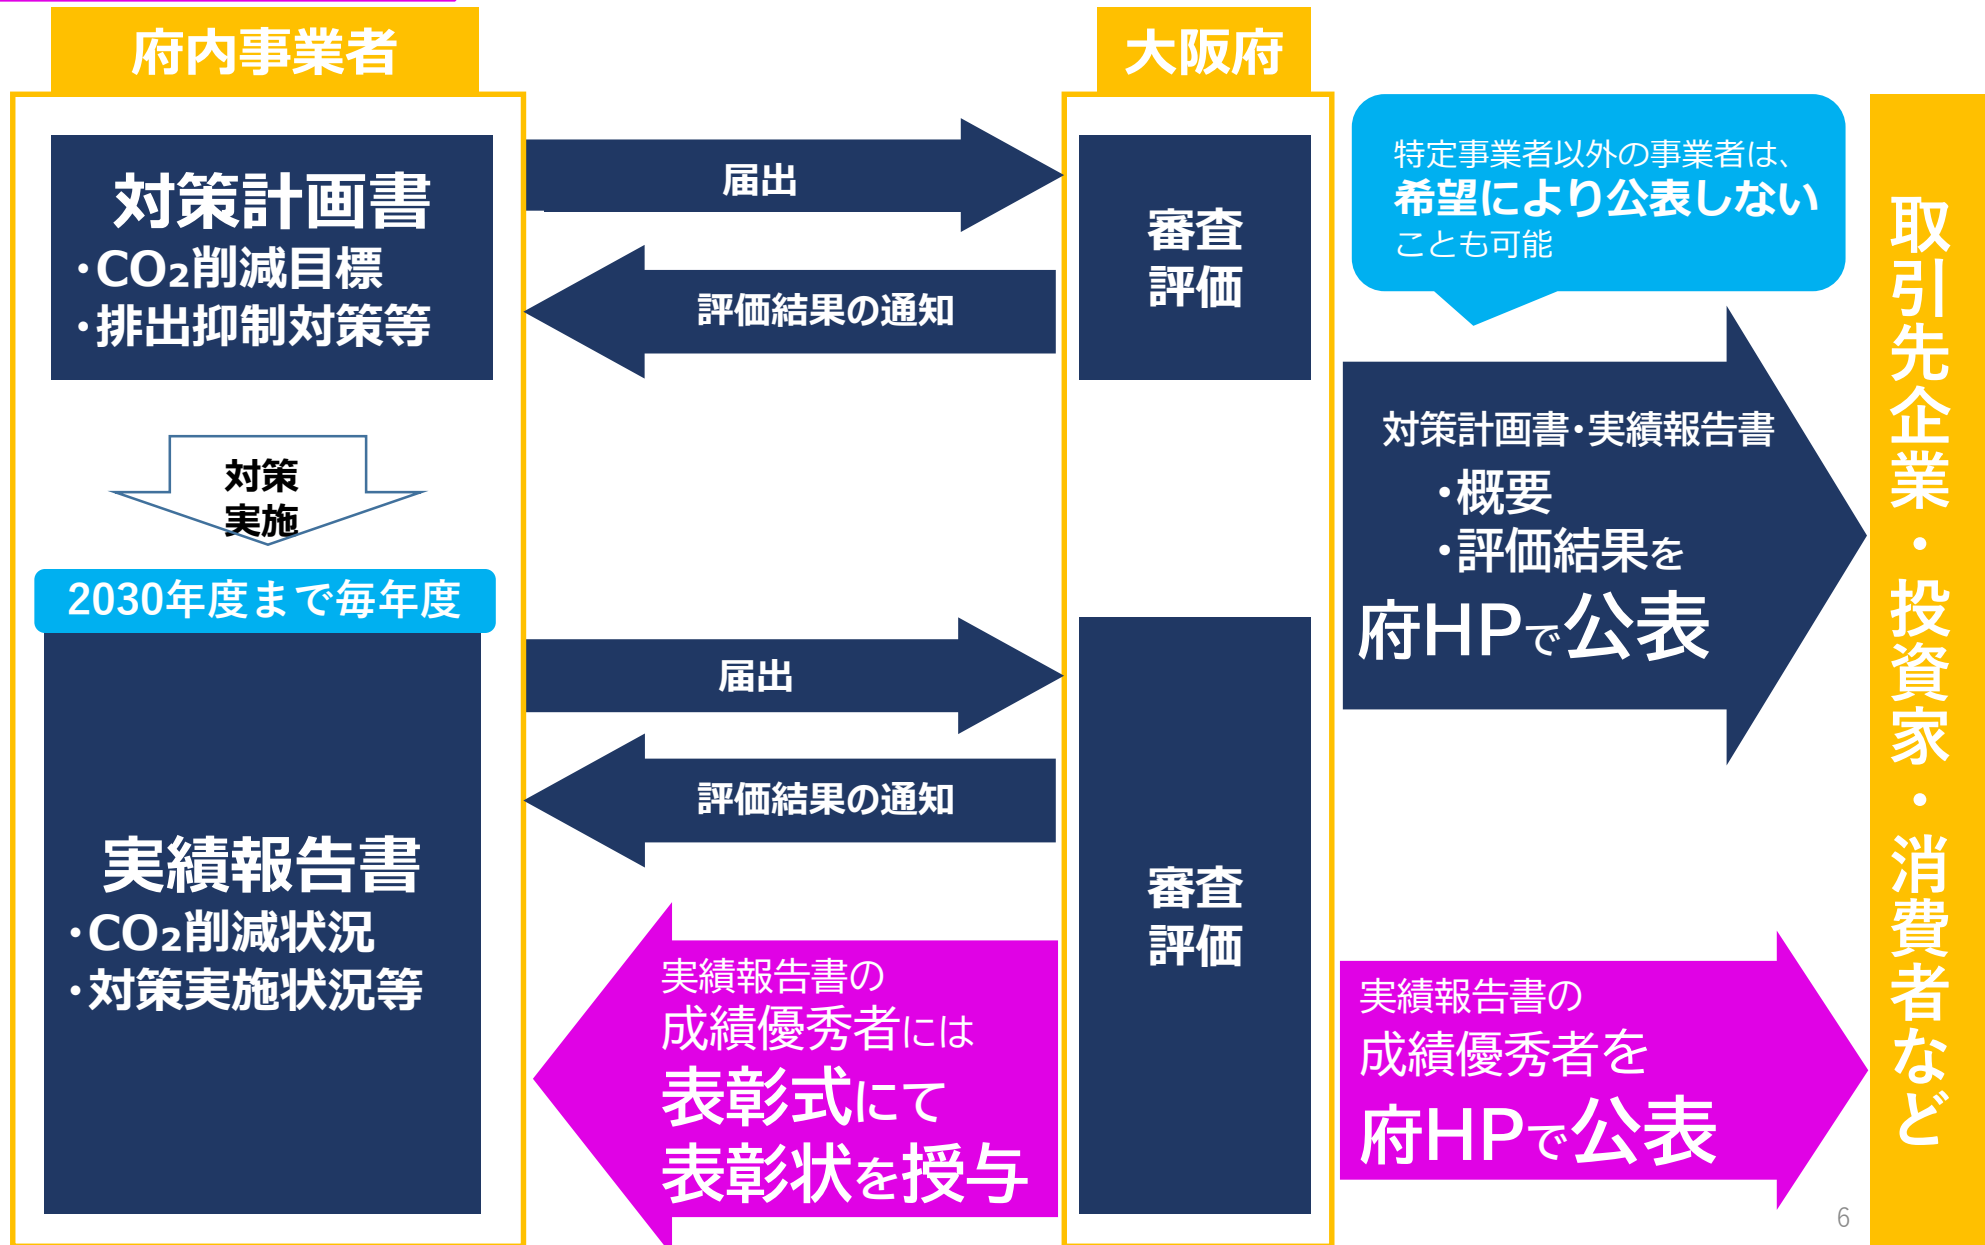 府内事業者
対策計画書
・CO₂削減目標
・排出抑制対策等
対策
実施
2030年度まで毎年度
実績報告書
・CO₂削減状況
・対策実施状況等
届出
評価結果の通知
届出
評価結果の通知
実績報告書の
成績優秀者には
表彰式にて
表彰状を授与
大阪府
審査
評価
審査
評価
特定事業者以外の事業者は、
希望により公表しない
ことも可能
対策計画書・実績報告書
・概要
・評価結果を
府HPで公表
実績報告書の
成績優秀者を
府HPで公表
取引先企業・投資家・消費者など
6